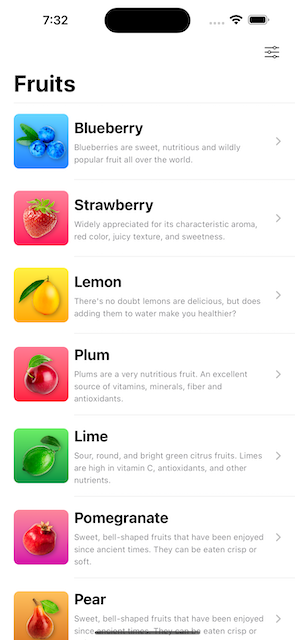 7:32
Fruits
Blueberry
Blueberries are sweet, nutritious and wildly
popular fruit all over the world.
Strawberry
Widely appreciated for its characteristic aroma,
red color, juicy texture, and sweetness.
Lemon
There's no doubt lemons are delicious, but does
adding them to water make you healthier?
Plum
Plums are a very nutritious fruit. An excellent
source of vitamins, minerals, fiber and
antioxidants.
Lime
Sour, round, and bright green citrus fruits. Limes
are high in vitamin C, antioxidants, and other
nutrients.
Pomegranate
Sweet, bell-shaped fruits that have been enjoyed
since ancient times. They can be eaten crisp or
soft.
Pear
Sweet, bell-shaped fruits that have been enjoyed
since ancient times. They can be eaten crisp or